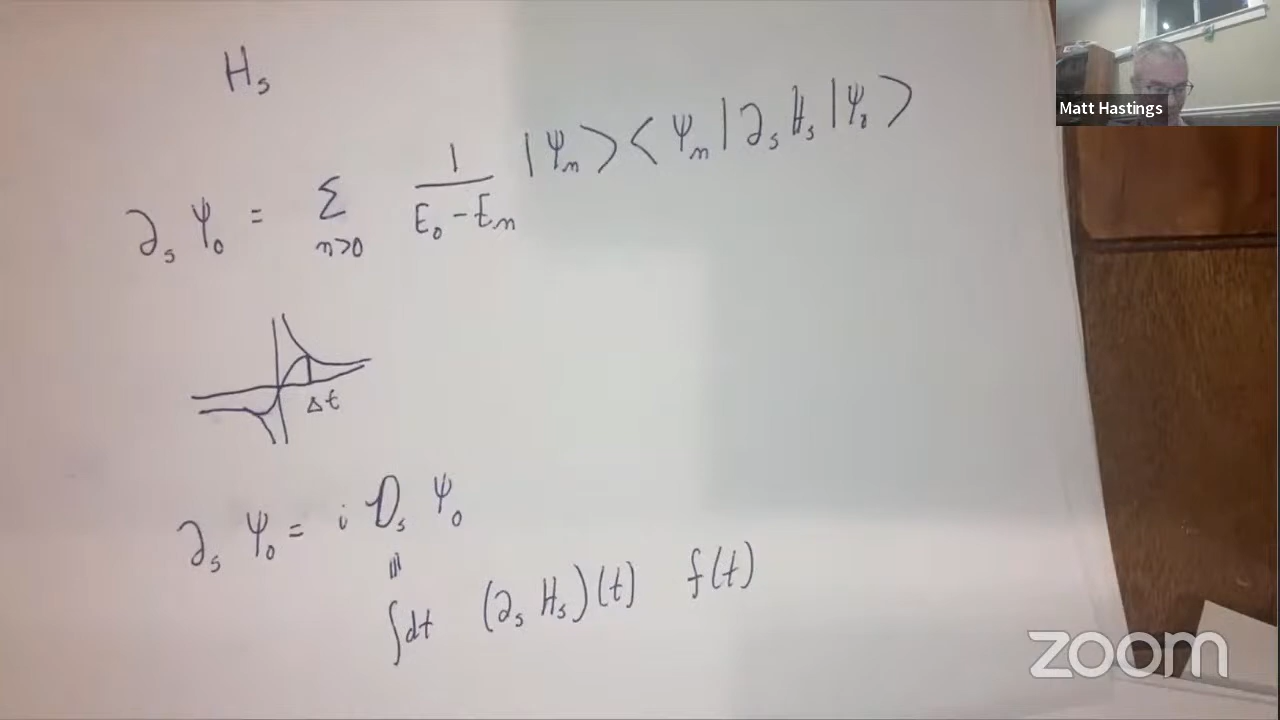 H_s
Matt Hastings
∂_s ψ_0 = Σ_{n>0} 1/(E_0 - E_n) |ψ_n><ψ_n|∂_s H_s|ψ_0>
Δt
∂_s ψ_0 = i D_s ψ_0
≡
∫dt (∂_s H_s)(t) f(t)
zoom